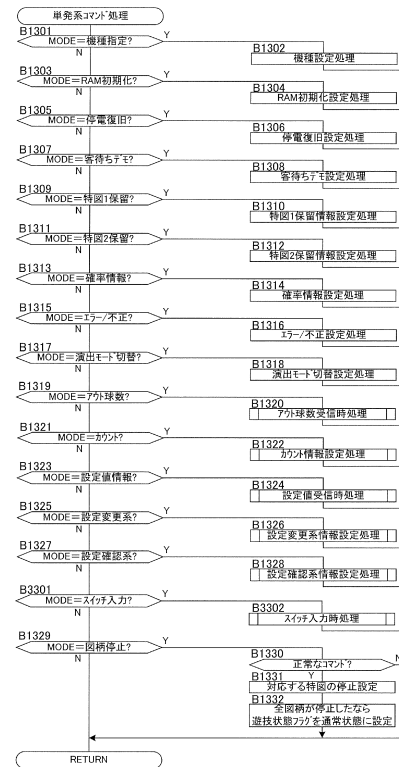 単発系ｺﾏﾝﾄﾞ処理
B1301
MODE=機種指定?
Y
N
B1302
機種設定処理
B1303
MODE=RAM初期化?
Y
N
B1304
RAM初期化設定処理
B1305
MODE=停電復旧?
Y
N
B1306
停電復旧設定処理
B1307
MODE=客待ちﾃﾞﾓ?
Y
N
B1308
客待ちﾃﾞﾓ設定処理
B1309
MODE=特図1保留?
Y
N
B1310
特図1保留情報設定処理
B1311
MODE=特図2保留?
Y
N
B1312
特図2保留情報設定処理
B1313
MODE=確率情報?
Y
N
B1314
確率情報設定処理
B1315
MODE=ｴﾗｰ/不正?
Y
N
B1316
ｴﾗｰ/不正設定処理
B1317
MODE=演出ﾓｰﾄﾞ切替?
Y
N
B1318
演出ﾓｰﾄﾞ切替設定処理
B1319
MODE=ｱｳﾄ球数?
Y
N
B1320
ｱｳﾄ球数受信時処理
B1321
MODE=ｶｳﾝﾄ?
Y
N
B1322
ｶｳﾝﾄ情報設定処理
B1323
MODE=設定値情報?
Y
N
B1324
設定値受信時処理
B1325
MODE=設定変更系?
Y
N
B1326
設定変更系情報設定処理
B1327
MODE=設定確認系?
Y
N
B1328
設定確認系情報設定処理
B3301
MODE=ｽｲｯﾁ入力?
Y
N
B3302
ｽｲｯﾁ入力時処理
B1329
MODE=図柄停止?
Y
N
B1330
正常なｺﾏﾝﾄﾞ?
N
Y
B1331
対応する特図の停止設定
B1332
全図柄が停止したなら
遊技状態ﾌﾗｸﾞを通常状態に設定
RETURN